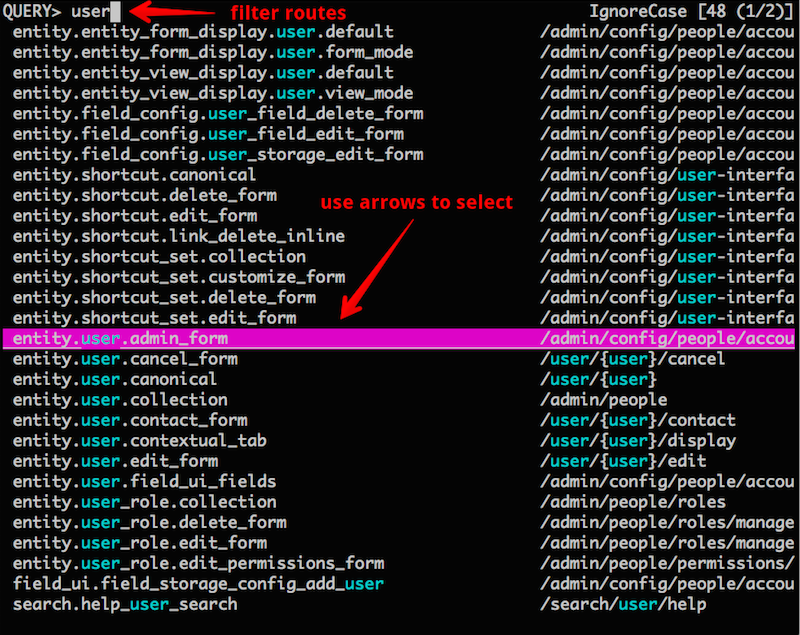 QUERY> user filter routes IgnoreCase [48 (1/2)]
entity.entity_form_display.user.default /admin/config/people/accou
entity.entity_form_display.user.form_mode /admin/config/people/accou
entity.entity_view_display.user.default /admin/config/people/accou
entity.entity_view_display.user.view_mode /admin/config/people/accou
entity.field_config.user_field_delete_form /admin/config/people/accou
entity.field_config.user_field_edit_form /admin/config/people/accou
entity.field_config.user_storage_edit_form /admin/config/people/accou
entity.shortcut.canonical /admin/config/user-interfa
entity.shortcut.delete_form /admin/config/user-interfa
use arrows to select
entity.shortcut.edit_form /admin/config/user-interfa
entity.shortcut.link_delete_inline /admin/config/user-interfa
entity.shortcut_set.collection /admin/config/user-interfa
entity.shortcut_set.customize_form /admin/config/user-interfa
entity.shortcut_set.delete_form /admin/config/user-interfa
entity.shortcut_set.edit_form /admin/config/user-interfa
entity.user.admin_form /admin/config/people/accou
entity.user.cancel_form /user/{user}/cancel
entity.user.canonical /user/{user}
entity.user.collection /admin/people
entity.user.contact_form /user/{user}/contact
entity.user.contextual_tab /user/{user}/display
entity.user.edit_form /user/{user}/edit
entity.user.field_ui_fields /admin/config/people/accou
entity.user_role.collection /admin/people/roles
entity.user_role.delete_form /admin/people/roles/manage
entity.user_role.edit_form /admin/people/roles/manage
entity.user_role.edit_permissions_form /admin/people/permissions/
field_ui.field_storage_config_add_user /admin/config/people/accou
search.help_user_search /search/user/help